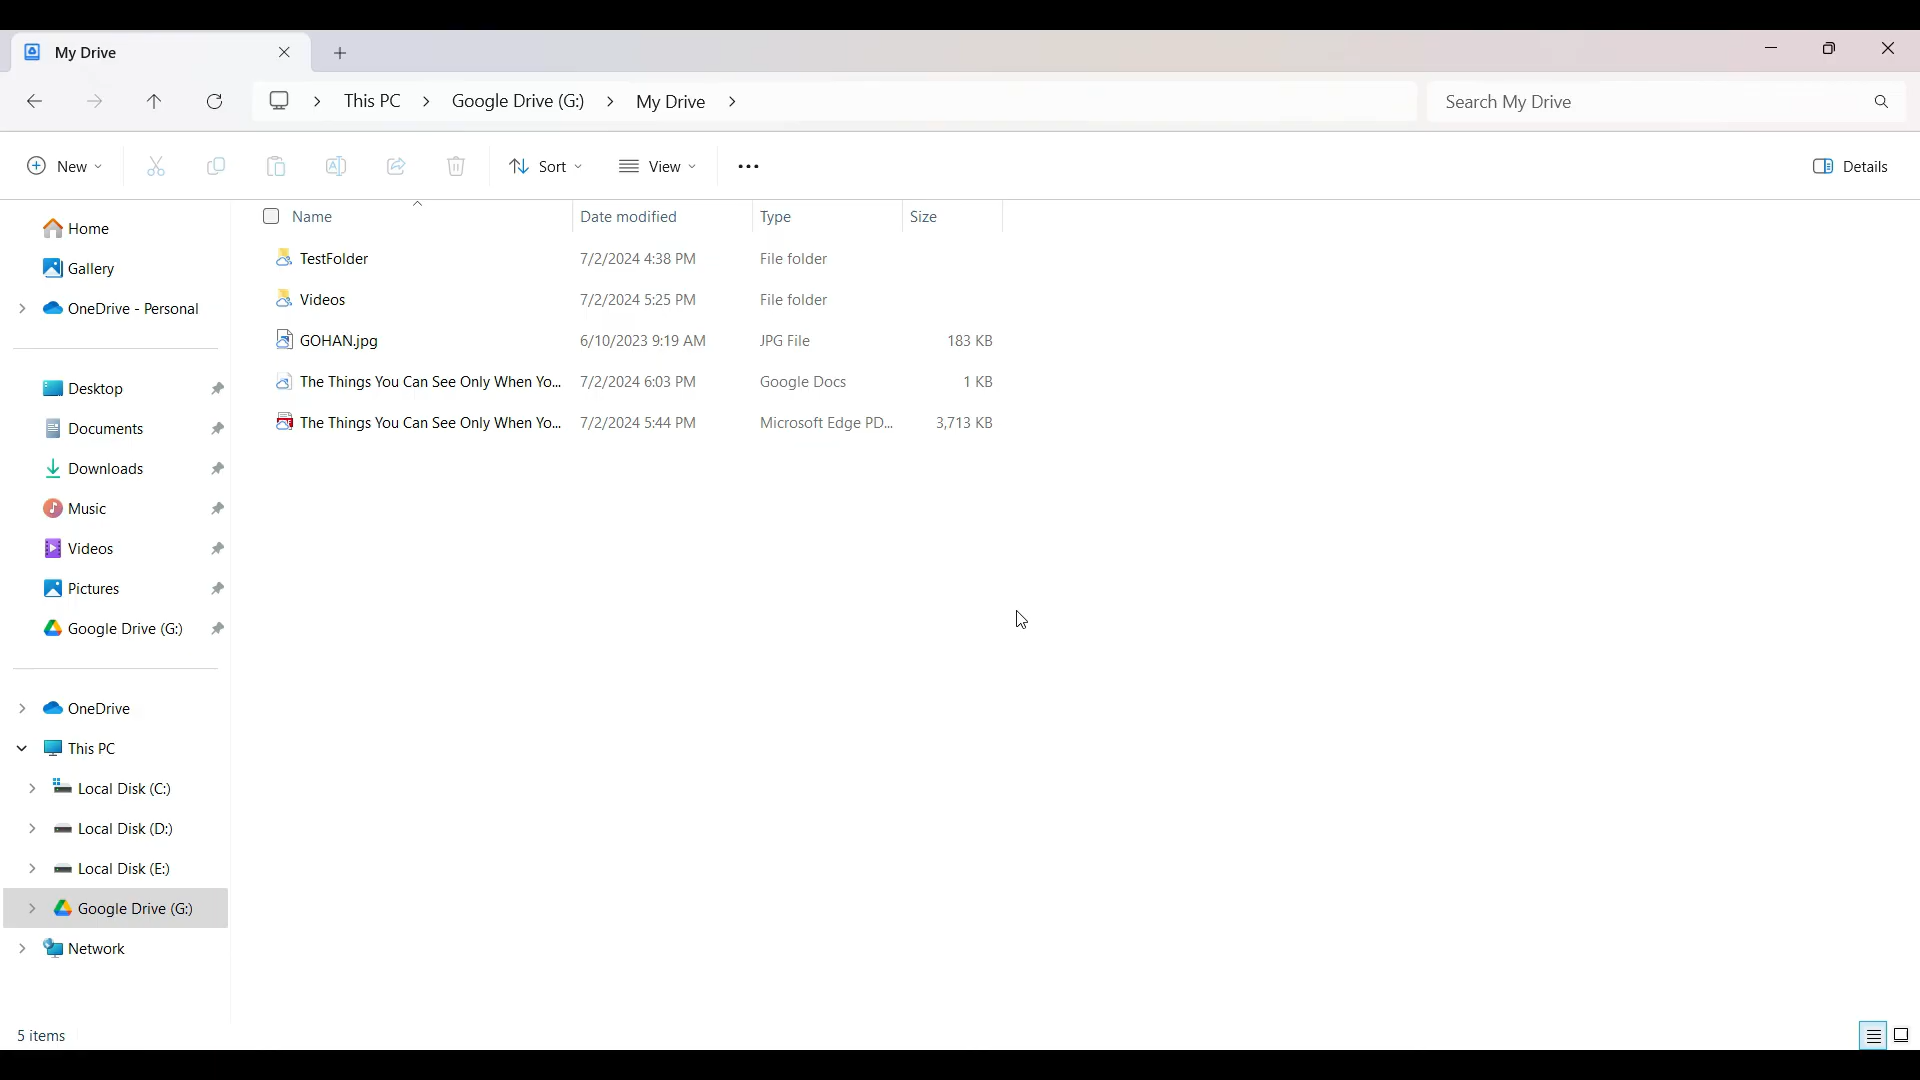 My Drive
This PC > Google Drive (G:) > My Drive >
Search My Drive
New
Sort
View
Details
Home
Gallery
OneDrive - Personal
Desktop
Documents
Downloads
Music
Videos
Pictures
Google Drive (G:)
OneDrive
This PC
Local Disk (C:)
Local Disk (D:)
Local Disk (E:)
Google Drive (G:)
Network
Name Date modified Type Size
TestFolder 7/2/2024 4:38 PM File folder
Videos 7/2/2024 5:25 PM File folder
GOHAN.jpg 6/10/2023 9:19 AM JPG File 183 KB
The Things You Can See Only When Yo... 7/2/2024 6:03 PM Google Docs 1 KB
The Things You Can See Only When Yo... 7/2/2024 5:44 PM Microsoft Edge PD... 3,713 KB
5 items